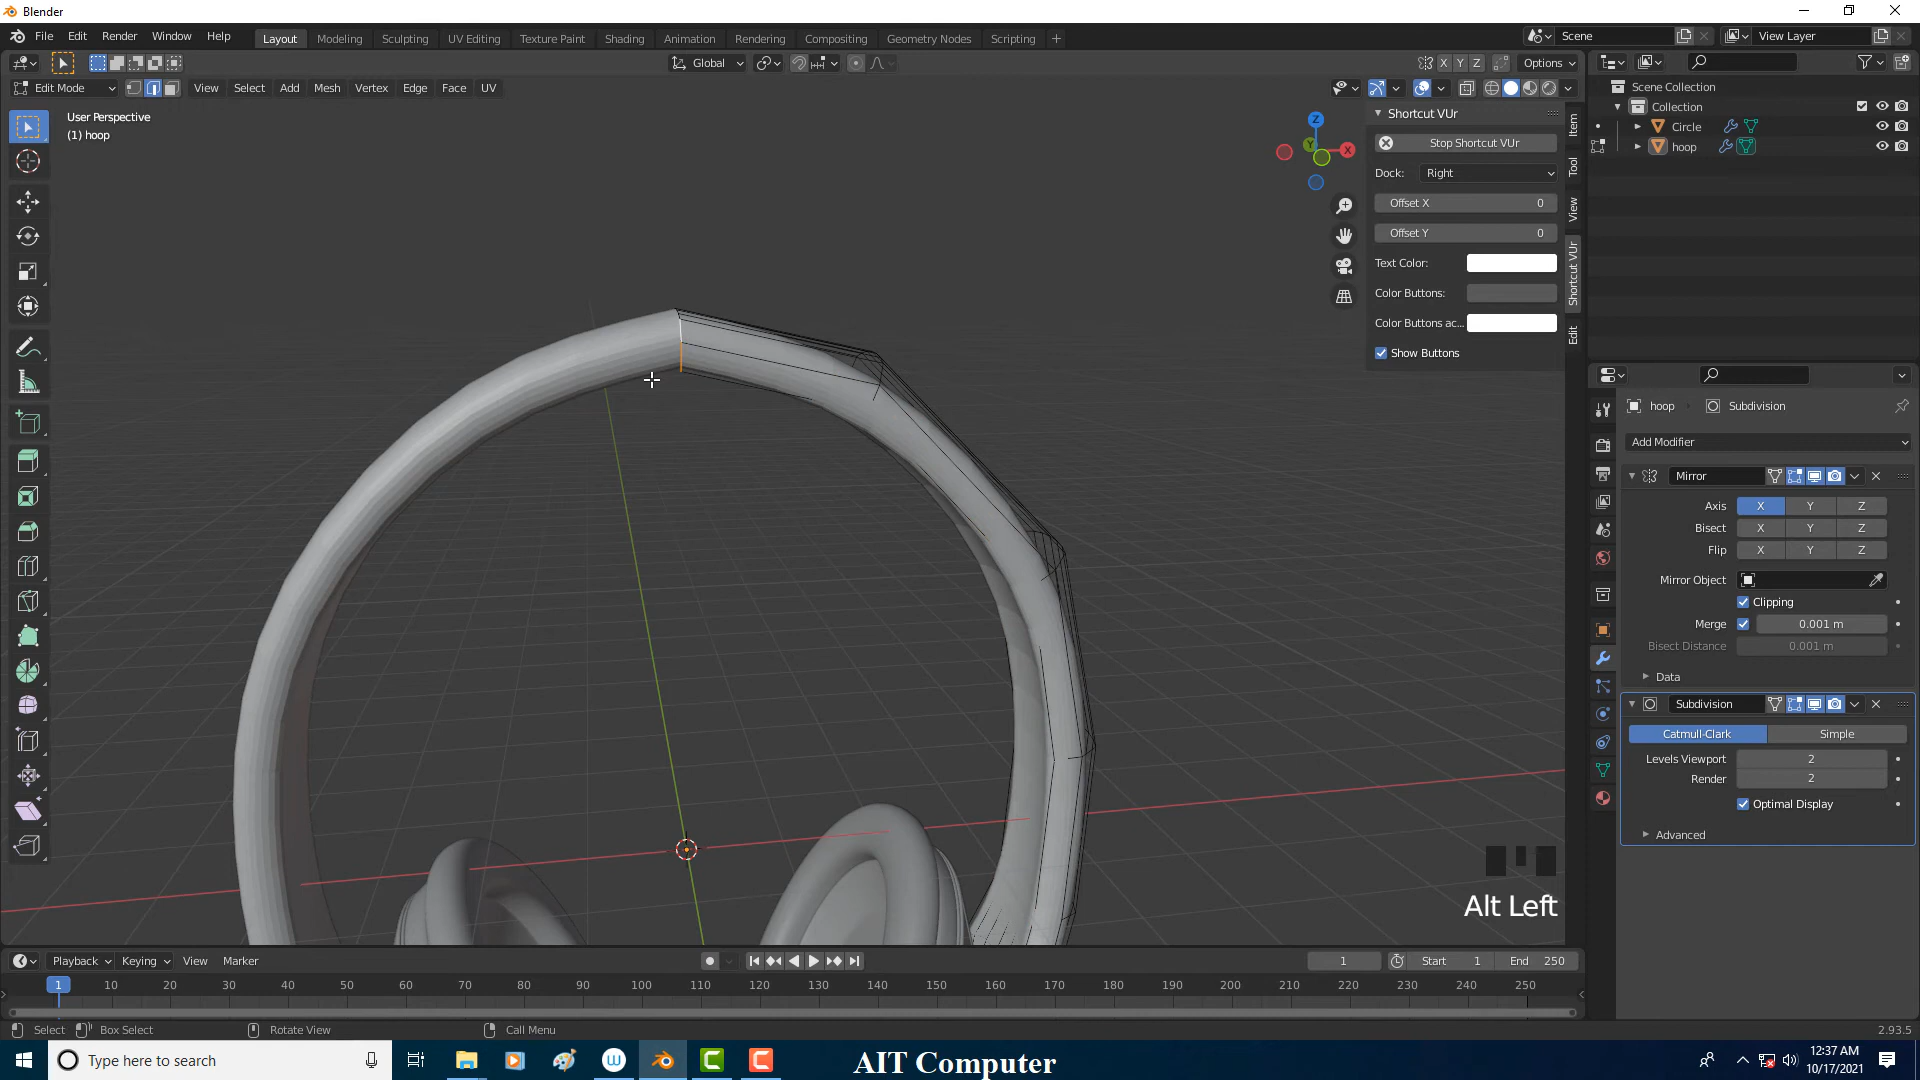 Blender
File Edit Render Window Help
Layout Modeling Sculpting UV Editing Texture Paint Shading Animation Rendering Compositing Geometry Nodes Scripting +
Scene
View Layer
Global
X Y Z
Options
Edit Mode
View Select Add Mesh Vertex Edge Face UV
User Perspective
(1) hoop
Z
Y
X
Shortcut VUr
Stop Shortcut VUr
Dock: Right
Offset X 0
Offset Y 0
Text Color:
Color Buttons:
Color Buttons ac...
Show Buttons
Item
Tool
View
Shortcut VUr
Edit
Scene Collection
Collection
Circle
hoop
hoop Subdivision
Add Modifier
Mirror
Axis X Y Z
Bisect X Y Z
Flip X Y Z
Mirror Object
Clipping
Merge 0.001 m
Bisect Distance 0.001 m
Data
Subdivision
Catmull-Clark Simple
Levels Viewport 2
Render 2
Optimal Display
Advanced
Alt Left
Playback Keying View Marker
1
Start 1
End 250
1 10 20 30 40 50 60 70 80 90 100 110 120 130 140 150 160 170 180 190 200 210 220 230 240 250
Select Box Select Rotate View Call Menu
2.93.5
Type here to search
AIT Computer
12:37 AM
10/17/2021